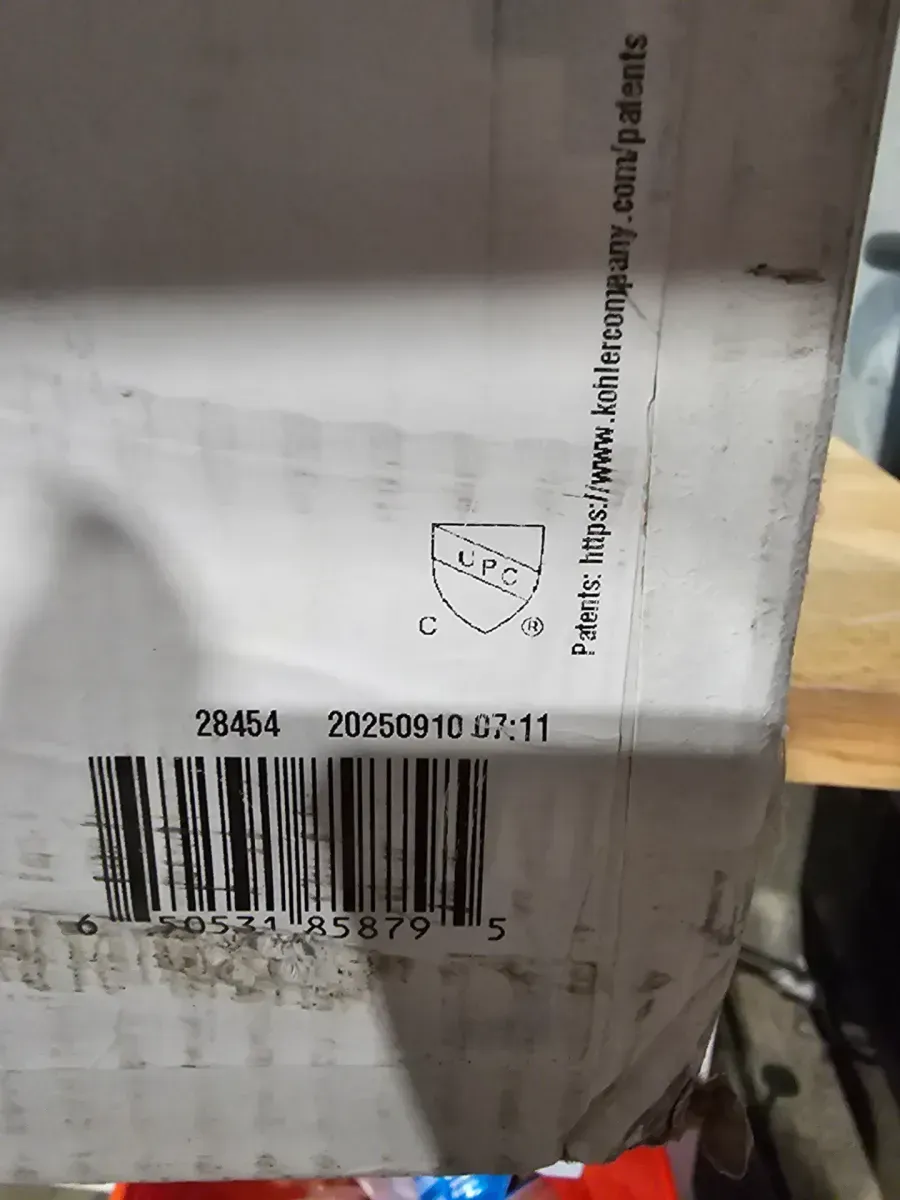 Patents: https://www.kohlercompany.com/patents
UPC
C ®
28454 20250910 07:11
6 50531 85879 5